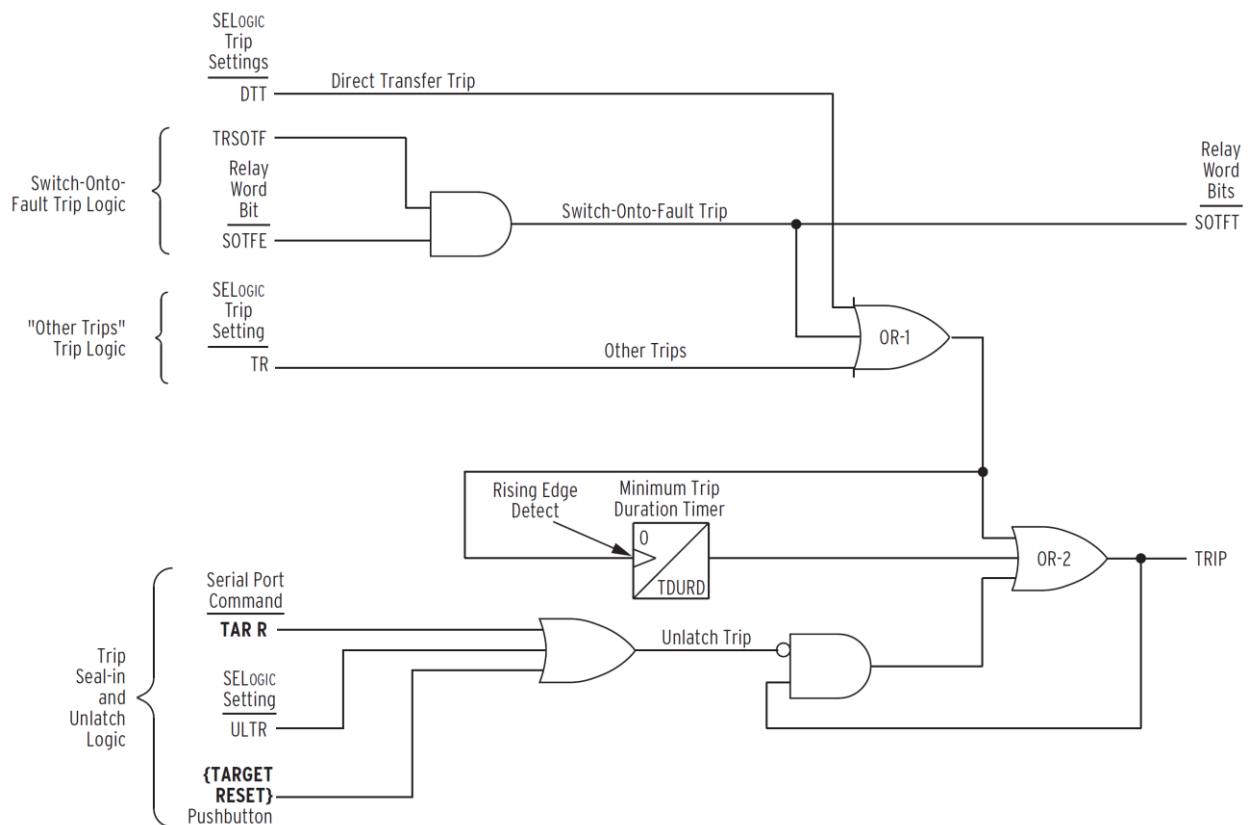 SELOGIC
Trip
Settings
DTT
Direct Transfer Trip
Switch-Onto-
Fault Trip Logic
TRSOTF
Relay
Word
Bit
SOTFE
Switch-Onto-Fault Trip
Relay
Word
Bits
SOTFT
"Other Trips"
Trip Logic
SELOGIC
Trip
Setting
TR
Other Trips
OR-1
Rising Edge
Detect
Minimum Trip
Duration Timer
0
TDURD
OR-2
TRIP
Trip
Seal-in
and
Unlatch
Logic
Serial Port
Command
TAR R
SELOGIC
Setting
ULTR
{TARGET
RESET}
Pushbutton
Unlatch Trip